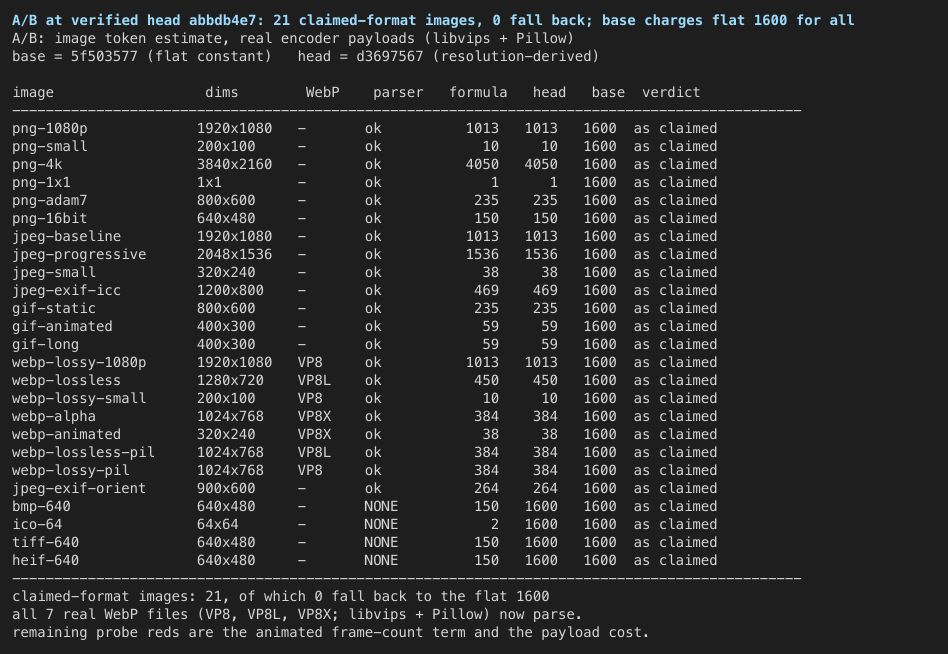 A/B at verified head abbdb4e7: 21 claimed-format images, 0 fall back; base charges flat 1600 for all
A/B: image token estimate, real encoder payloads (libvips + Pillow)
base = 5f503577 (flat constant)   head = d3697567 (resolution-derived)
image                  dims        WebP    parser   formula   head   base  verdict
png-1080p             1920x1080   –       ok          1013   1013   1600  as claimed
png-small             200x100     –       ok            10     10   1600  as claimed
png-4k                3840x2160   –       ok          4050   4050   1600  as claimed
png-1x1               1x1         –       ok             1      1   1600  as claimed
png-adam7             800x600     –       ok           235    235   1600  as claimed
png-16bit             640x480     –       ok           150    150   1600  as claimed
jpeg-baseline         1920x1080   –       ok          1013   1013   1600  as claimed
jpeg-progressive      2048x1536   –       ok          1536   1536   1600  as claimed
jpeg-small            320x240     –       ok            38     38   1600  as claimed
jpeg-exif-icc         1200x800    –       ok           469    469   1600  as claimed
gif-static            800x600     –       ok           235    235   1600  as claimed
gif-animated          400x300     –       ok            59     59   1600  as claimed
gif-long              400x300     –       ok            59     59   1600  as claimed
webp-lossy-1080p      1920x1080   VP8     ok          1013   1013   1600  as claimed
webp-lossless         1280x720    VP8L    ok           450    450   1600  as claimed
webp-lossy-small      200x100     VP8     ok            10     10   1600  as claimed
webp-alpha            1024x768    VP8X    ok           384    384   1600  as claimed
webp-animated         320x240     VP8X    ok            38     38   1600  as claimed
webp-lossless-pil     1024x768    VP8L    ok           384    384   1600  as claimed
webp-lossy-pil        1024x768    VP8     ok           384    384   1600  as claimed
jpeg-exif-orient      900x600     –       ok           264    264   1600  as claimed
bmp-640               640x480     –       NONE         150   1600   1600  as claimed
ico-64                64x64       –       NONE           2   1600   1600  as claimed
tiff-640              640x480     –       NONE         150   1600   1600  as claimed
heif-640              640x480     –       NONE         150   1600   1600  as claimed
claimed-format images: 21, of which 0 fall back to the flat 1600
all 7 real WebP files (VP8, VP8L, VP8X; libvips + Pillow) now parse.
remaining probe reds are the animated frame-count term and the payload cost.